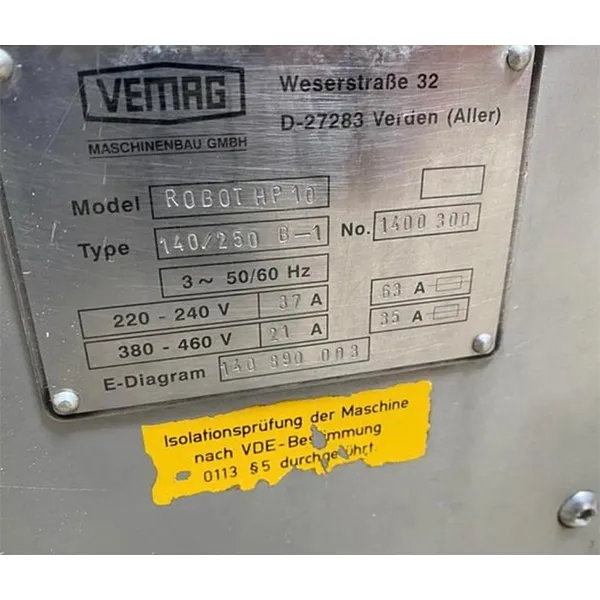 VEMAG
MASCHINENBAU GMBH
Weserstraße 32
D-27283 Verden (Aller)
Model ROBOT HP 10
Type 140/250 B-1 No. 1400 300
3 ~ 50/60 Hz
220 - 240 V 37 A 63 A
380 - 460 V 21 A 35 A
E-Diagram 140 890 003
Isolationsprüfung der Maschine
nach VDE-Bestimmung
0113 §5 durchgeführt.